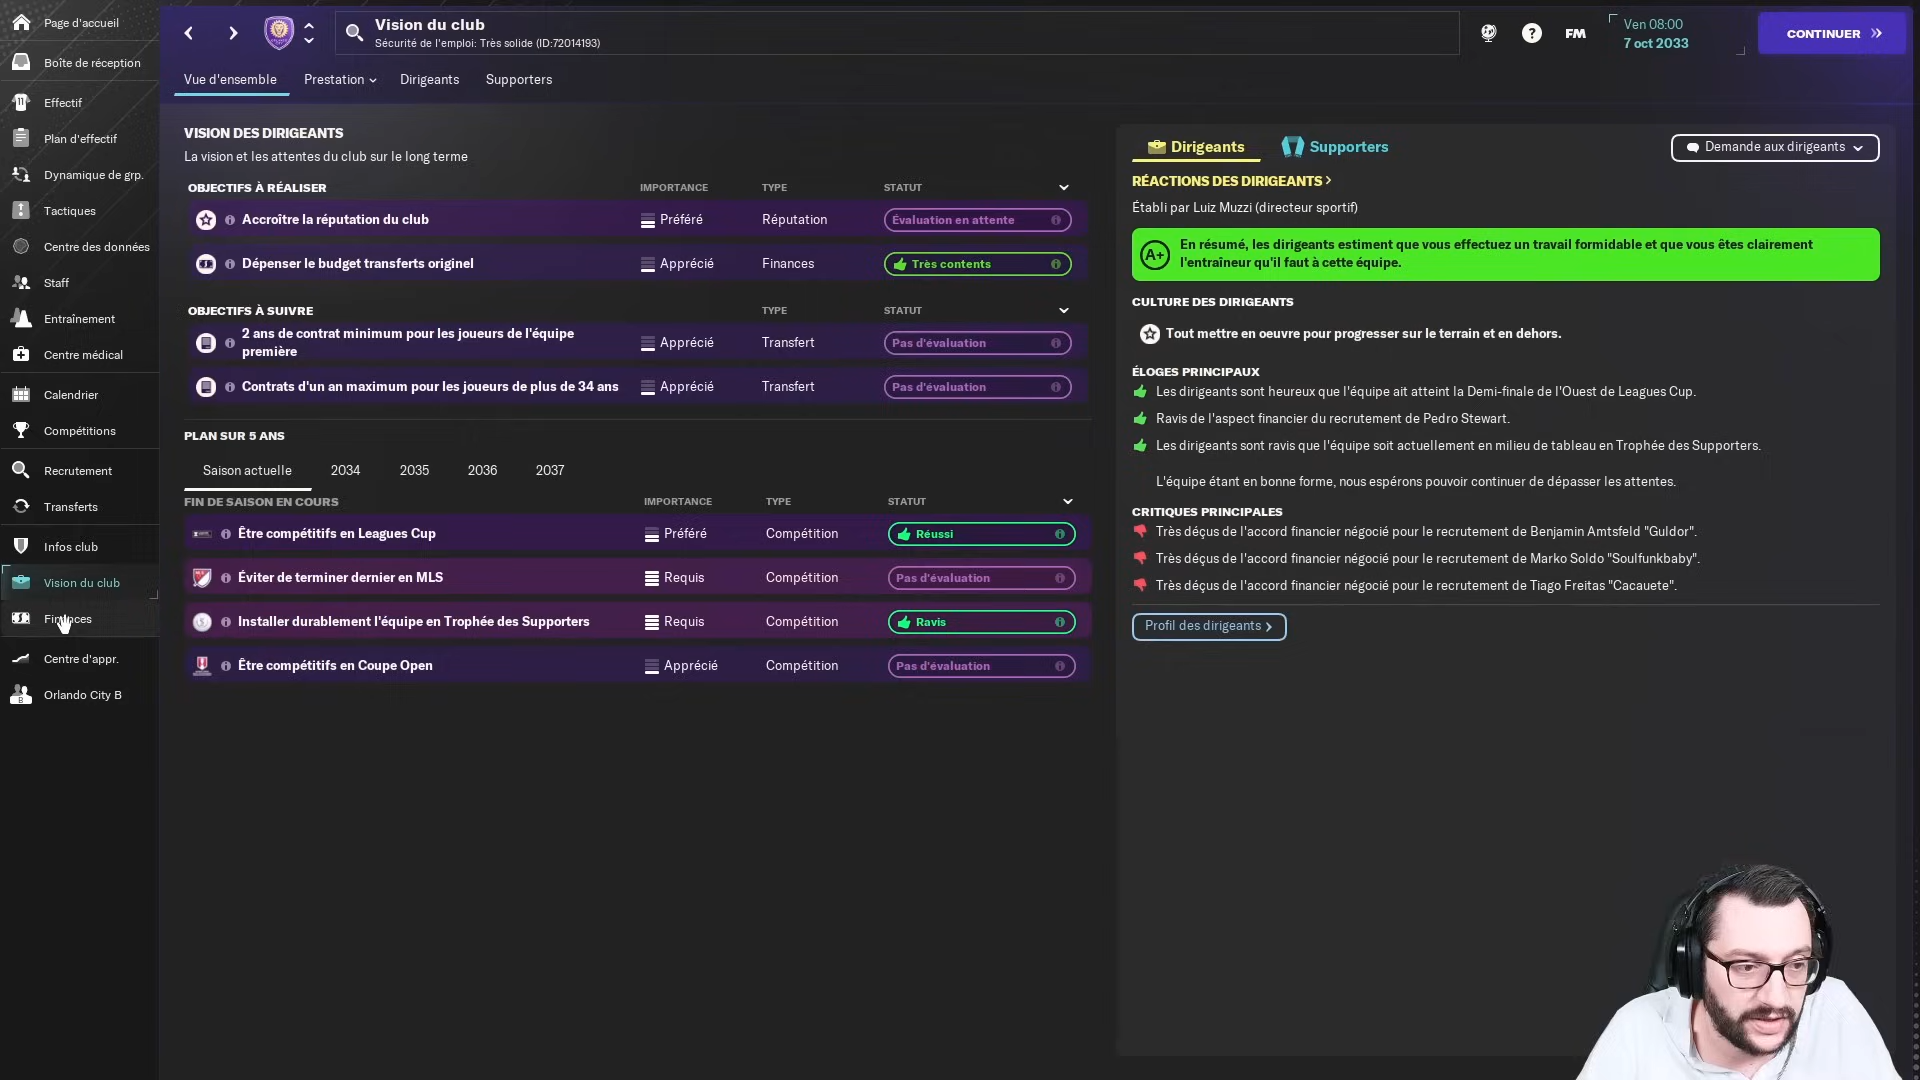 Page d'accueil
Boîte de réception
Effectif
Plan d'effectif
Dynamique de grp.
Tactiques
Centre des données
Staff
Entraînement
Centre médical
Calendrier
Compétitions
Recrutement
Transferts
Infos club
Vision du club
Finances
Centre d'appr.
Orlando City B
Vision du club
Sécurité de l'emploi: Très solide (ID:72014193)
FM
Ven 08:00
7 oct 2033
CONTINUER
Vue d'ensemble Prestation Dirigeants Supporters
VISION DES DIRIGEANTS
La vision et les attentes du club sur le long terme
OBJECTIFS À RÉALISER IMPORTANCE TYPE STATUT
Accroître la réputation du club Préféré Réputation Évaluation en attente
Dépenser le budget transferts originel Apprécié Finances Très contents
OBJECTIFS À SUIVRE TYPE STATUT
2 ans de contrat minimum pour les joueurs de l'équipe
première Apprécié Transfert Pas d'évaluation
Contrats d'un an maximum pour les joueurs de plus de 34 ans Apprécié Transfert Pas d'évaluation
PLAN SUR 5 ANS
Saison actuelle 2034 2035 2036 2037
FIN DE SAISON EN COURS IMPORTANCE TYPE STATUT
Être compétitifs en Leagues Cup Préféré Compétition Réussi
Éviter de terminer dernier en MLS Requis Compétition Pas d'évaluation
Installer durablement l'équipe en Trophée des Supporters Requis Compétition Ravis
Être compétitifs en Coupe Open Apprécié Compétition Pas d'évaluation
Dirigeants Supporters Demande aux dirigeants
RÉACTIONS DES DIRIGEANTS
Établi par Luiz Muzzi (directeur sportif)
A+
En résumé, les dirigeants estiment que vous effectuez un travail formidable et que vous êtes clairement
l'entraîneur qu'il faut à cette équipe.
CULTURE DES DIRIGEANTS
Tout mettre en oeuvre pour progresser sur le terrain et en dehors.
ÉLOGES PRINCIPAUX
Les dirigeants sont heureux que l'équipe ait atteint la Demi-finale de l'Ouest de Leagues Cup.
Ravis de l'aspect financier du recrutement de Pedro Stewart.
Les dirigeants sont ravis que l'équipe soit actuellement en milieu de tableau en Trophée des Supporters.
L'équipe étant en bonne forme, nous espérons pouvoir continuer de dépasser les attentes.
CRITIQUES PRINCIPALES
Très déçus de l'accord financier négocié pour le recrutement de Benjamin Amtsfeld "Guldor".
Très déçus de l'accord financier négocié pour le recrutement de Marko Soldo "Soulfunkbaby".
Très déçus de l'accord financier négocié pour le recrutement de Tiago Freitas "Cacauete".
Profil des dirigeants